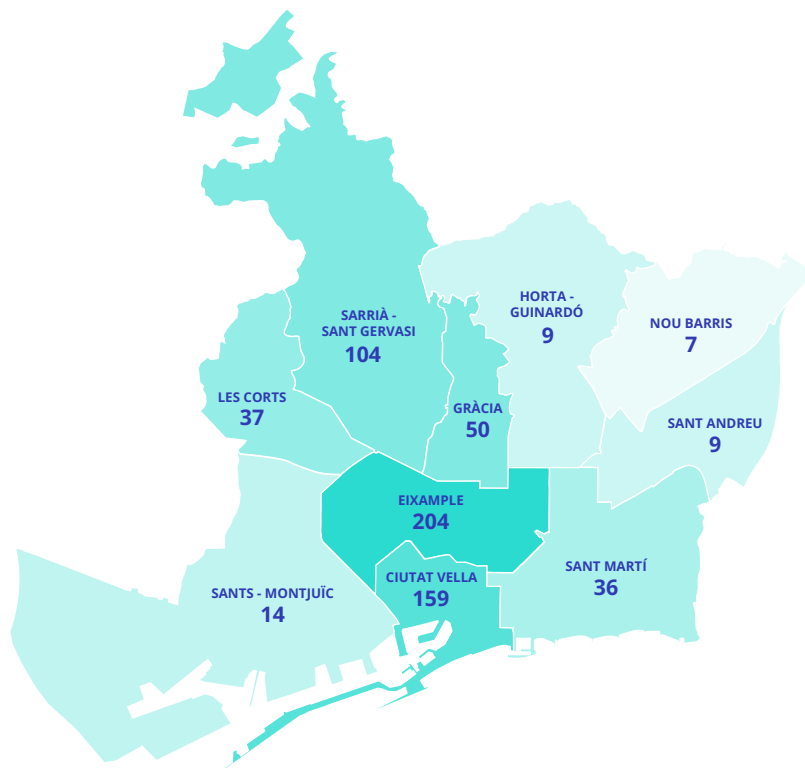 HORTA -
GUINARDÓ
9
SARRIÀ -
SANT GERVASI
104
NOU BARRIS
7
LES CORTS
37
GRÀCIA
50
SANT ANDREU
9
EIXAMPLE
204
CIUTAT VELLA
159
SANT MARTÍ
36
SANTS - MONTJUÏC
14